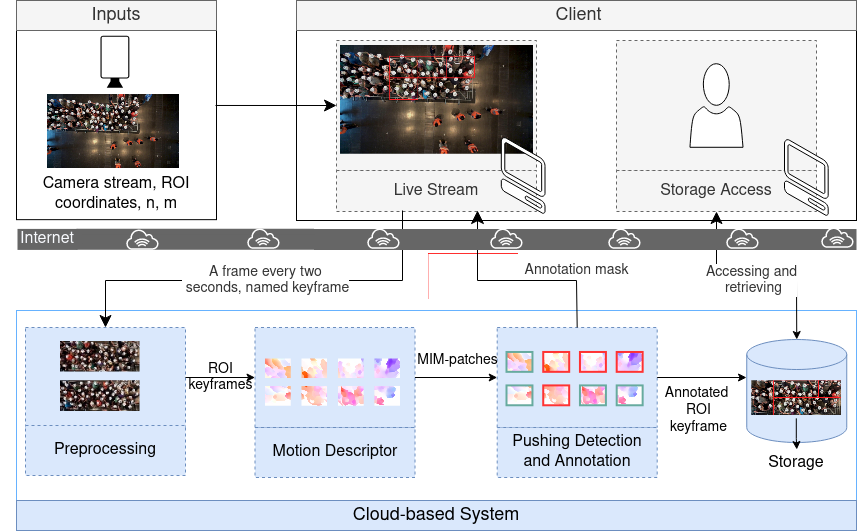 Inputs
Client
Camera stream, ROI
coordinates, n, m
Live Stream
Storage Access
Internet
A frame every two
seconds, named keyframe
Annotation mask
Accessing and
retrieving
ROI
keyframes
MIM-patches
Annotated
ROI
keyframe
Preprocessing
Motion Descriptor
Pushing Detection
and Annotation
Storage
Cloud-based System